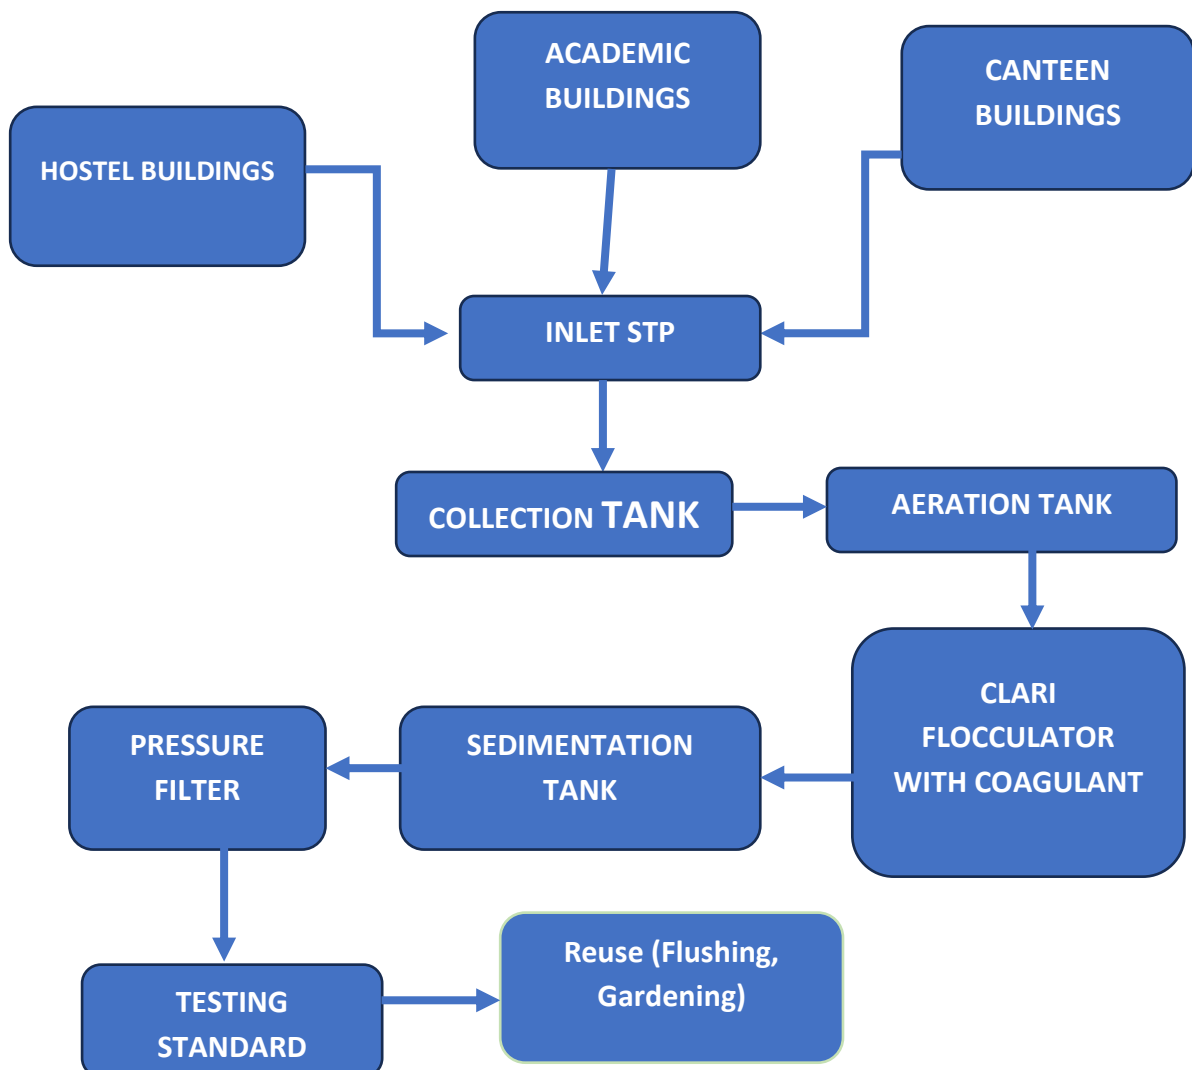 ACADEMIC
BUILDINGS
CANTEEN
BUILDINGS
HOSTEL BUILDINGS
INLET STP
COLLECTION TANK
AERATION TANK
CLARI
FLOCCULATOR
WITH COAGULANT
SEDIMENTATION
TANK
PRESSURE
FILTER
TESTING
STANDARD
Reuse (Flushing,
Gardening)